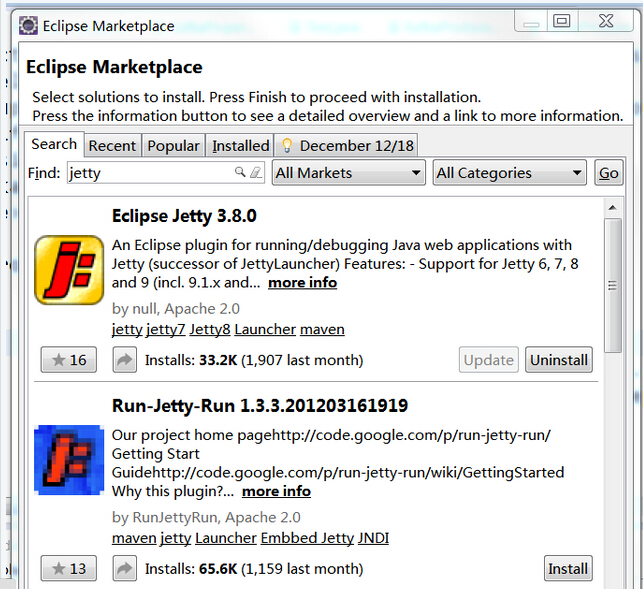 Eclipse Marketplace
Eclipse Marketplace
Select solutions to install. Press Finish to proceed with installation.
Press the information button to see a detailed overview and a link to more information.
Search Recent Popular Installed December 12/18
Find: jetty All Markets All Categories Go
Eclipse Jetty 3.8.0
An Eclipse plugin for running/debugging Java web applications with
Jetty (successor of JettyLauncher) Features: - Support for Jetty 6, 7, 8
and 9 (incl. 9.1.x and... more info
by null, Apache 2.0
jetty jetty7 Jetty8 Launcher maven
16 Installs: 33.2K (1,907 last month) Update Uninstall
Run-Jetty-Run 1.3.3.201203161919
Our project home pagehttp://code.google.com/p/run-jetty-run/
Getting Start
Guidehttp://code.google.com/p/run-jetty-run/wiki/GettingStarted
Why this plugin?... more info
by RunJettyRun, Apache 2.0
maven jetty Launcher Embbed Jetty JNDI
13 Installs: 65.6K (1,159 last month) Install